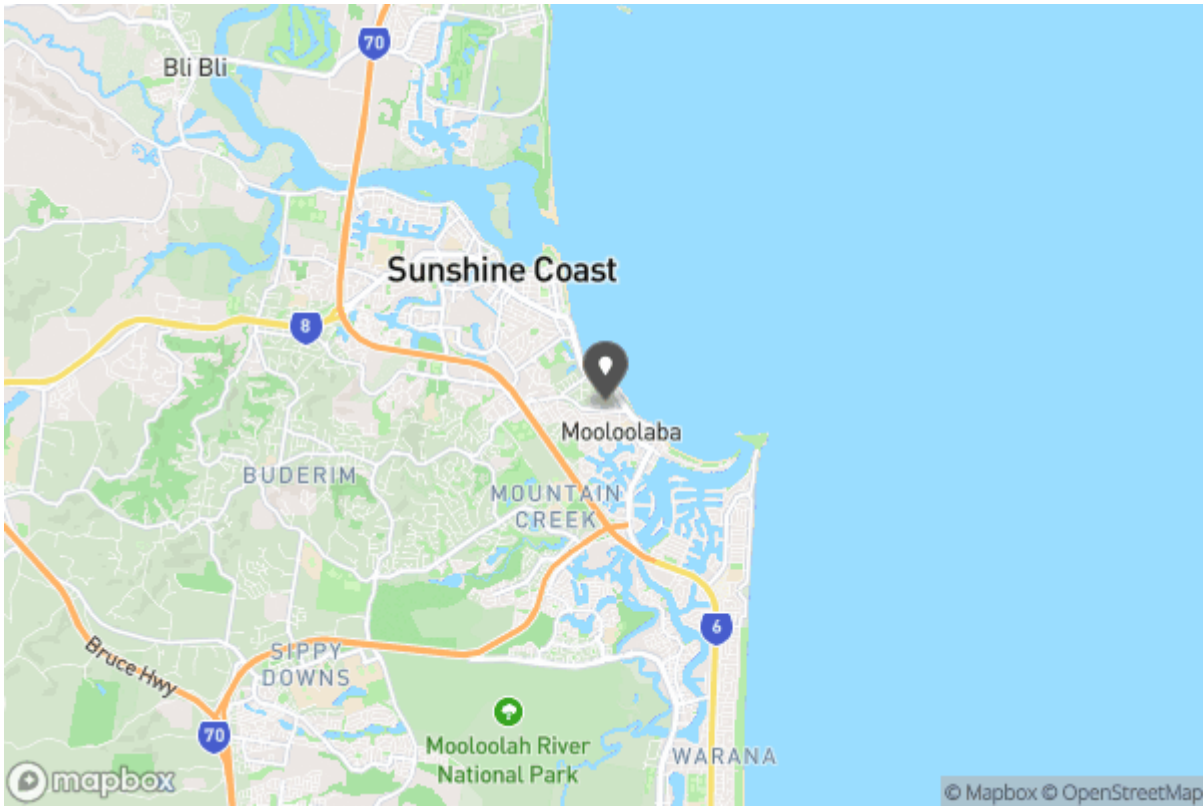 70
Bli Bli
Sunshine Coast
8
Mooloolaba
BUDERIM
MOUNTAIN
CREEK
6
Bruce Hwy
SIPPY
DOWNS
70
Mooloolah River
National Park
WARANA
mapbox
© Mapbox © OpenStreetMap